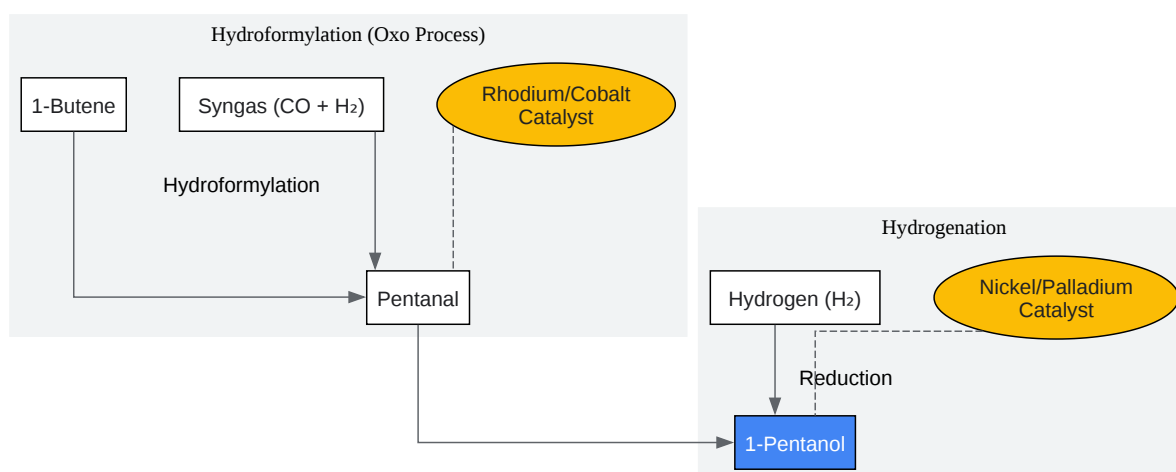 Hydroformylation (Oxo Process)
1-Butene
Syngas (CO + H₂)
Rhodium/Cobalt
Catalyst
Hydroformylation
Pentanal
Hydrogenation
Hydrogen (H₂)
Nickel/Palladium
Catalyst
Reduction
1-Pentanol